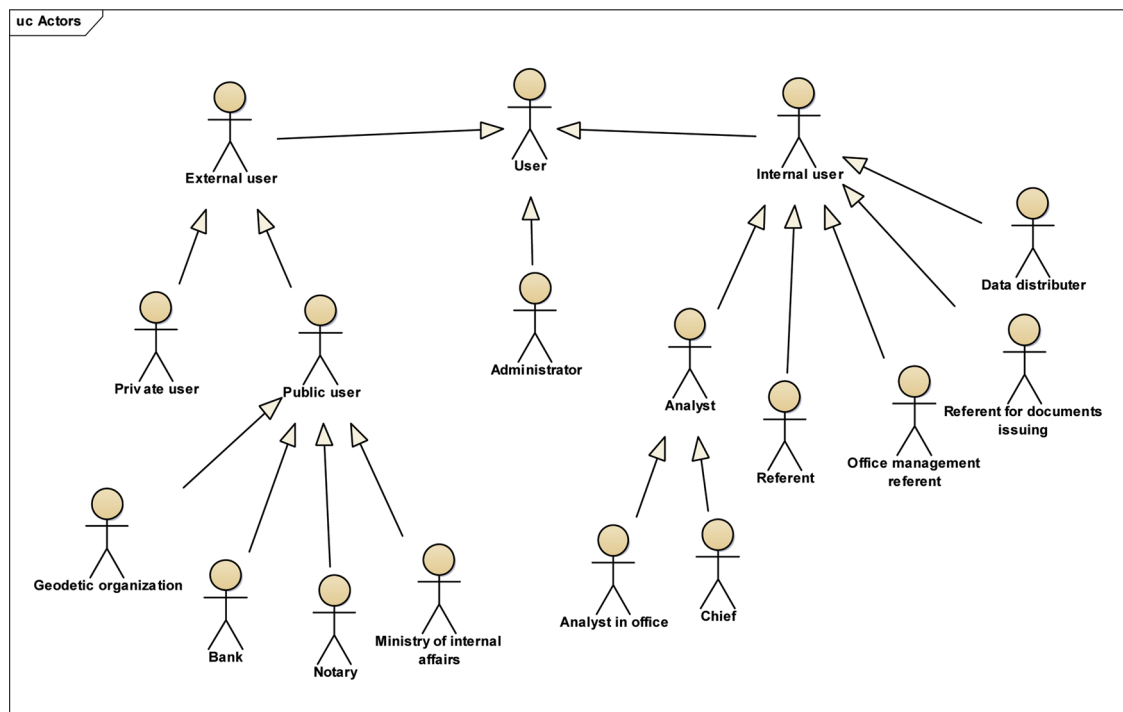 uc Actors
External user
User
Internal user
Data distributer
Private user
Public user
Administrator
Analyst
Referent for documents
issuing
Referent
Office management
referent
Geodetic organization
Bank
Notary
Ministry of internal
affairs
Analyst in office
Chief